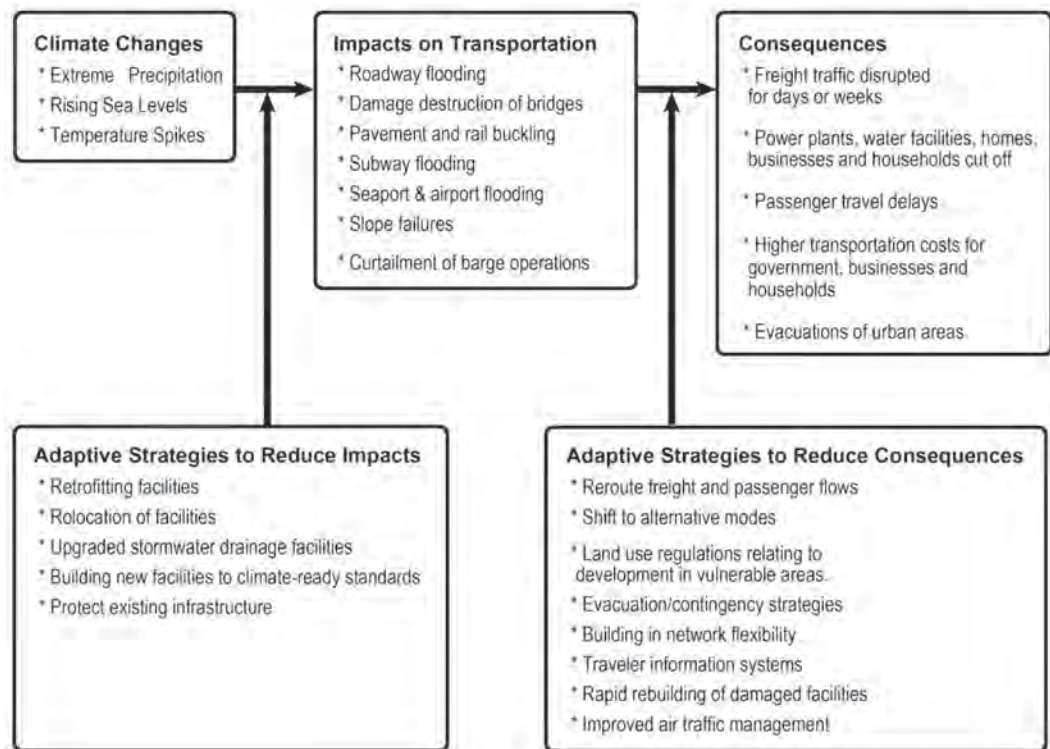 Climate Changes
* Extreme Precipitation
* Rising Sea Levels
* Temperature Spikes
Impacts on Transportation
* Roadway flooding
* Damage destruction of bridges
* Pavement and rail buckling
* Subway flooding
* Seaport & airport flooding
* Slope failures
* Curtailment of barge operations
Consequences
* Freight traffic disrupted
for days or weeks
* Power plants, water facilities, homes,
businesses and households cut off
* Passenger travel delays
* Higher transportation costs for
government, businesses and
households
* Evacuations of urban areas.
Adaptive Strategies to Reduce Impacts
* Retrofitting facilities
* Rolocation of facilities
* Upgraded stormwater drainage facilities
* Building new facilities to climate-ready standards
* Protect existing infrastructure
Adaptive Strategies to Reduce Consequences
* Reroute freight and passenger flows
* Shift to alternative modes
* Land use regulations relating to
development in vulnerable areas.
* Evacuation/contingency strategies
* Building in network flexibility
* Traveler information systems
* Rapid rebuilding of damaged facilities
* Improved air traffic management